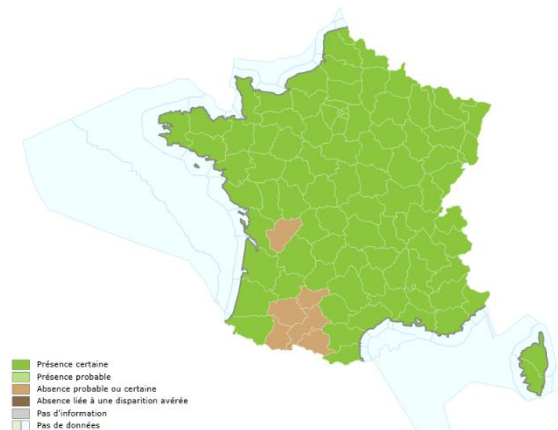 Présence certaine
Présence probable
Absence probable ou certaine
Absence liée à une disparition avérée
Pas d'information
Pas de données